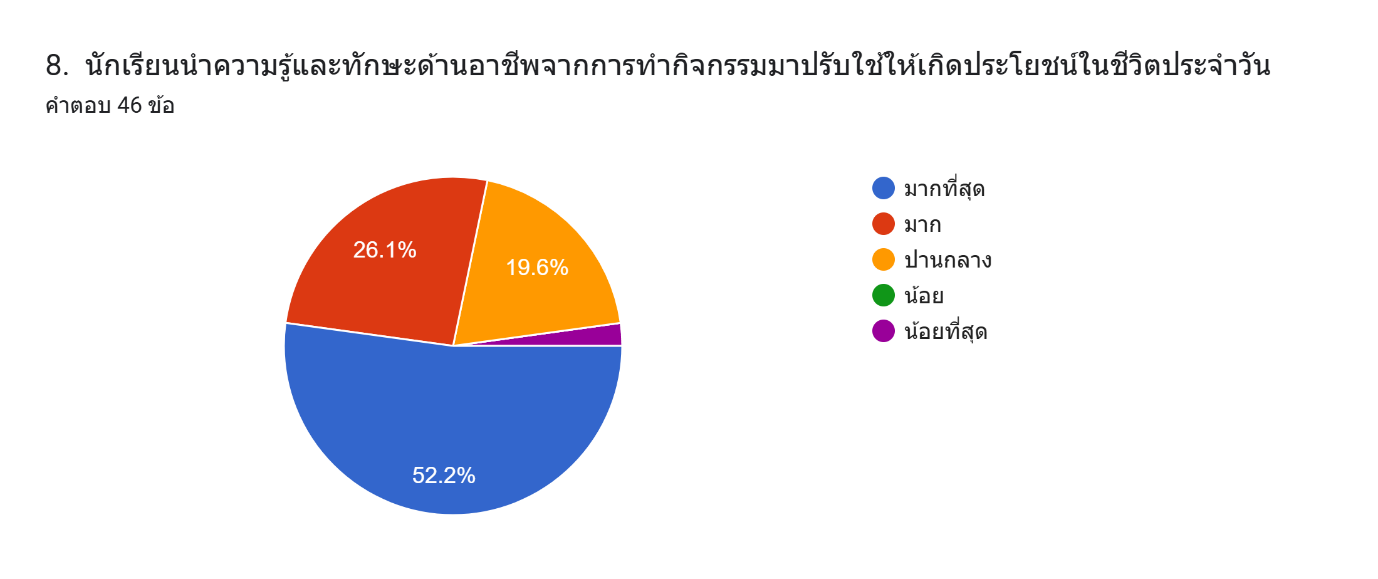 8. นักเรียนนำความรู้และทักษะด้านอาชีพจากการทำกิจกรรมมาปรับใช้ให้เกิดประโยชน์ในชีวิตประจำวัน
คำตอบ 46 ข้อ
26.1%
19.6%
52.2%
มากที่สุด
มาก
ปานกลาง
น้อย
น้อยที่สุด